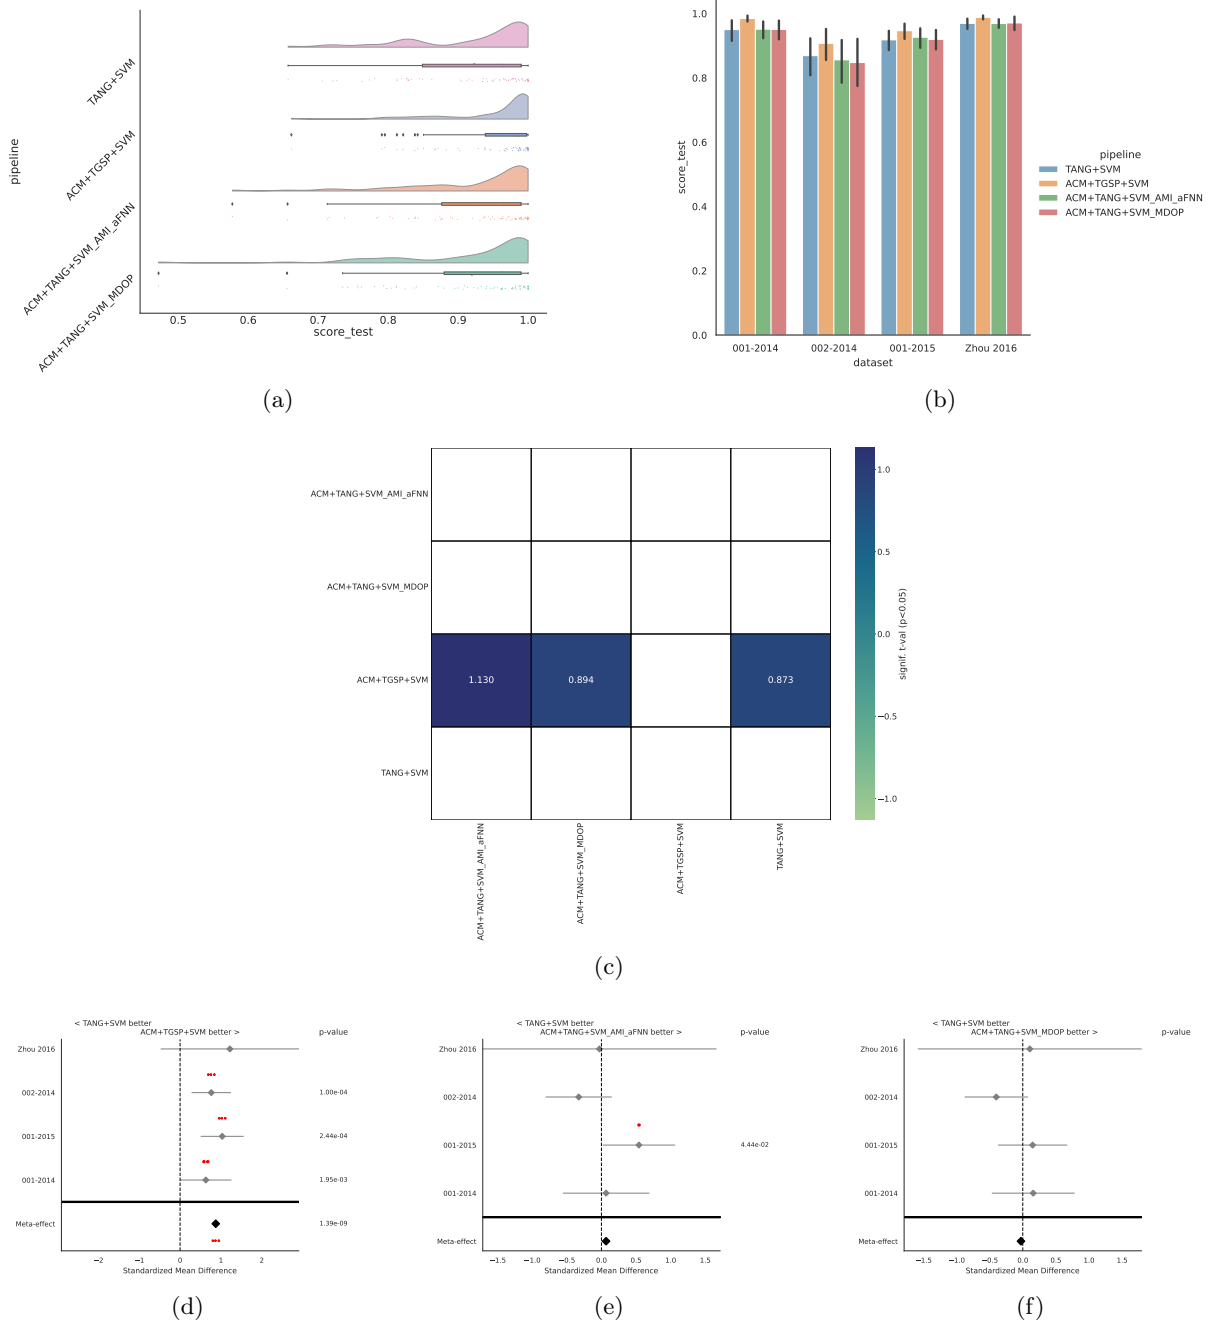 pipeline
TANG+SVM
ACM+TGSP+SVM
ACM+TANG+SVM_AMI_aFNN
ACM+TANG+SVM_MDOP
0.5 0.6 0.7 0.8 0.9 1.0
score_test
(a)
score_test
1.0
0.8
0.6
0.4
0.2
0.0
001-2014 002-2014 001-2015 Zhou 2016
dataset
pipeline
TANG+SVM
ACM+TGSP+SVM
ACM+TANG+SVM_AMI_aFNN
ACM+TANG+SVM_MDOP
(b)
ACM+TANG+SVM_AMI_aFNN
ACM+TANG+SVM_MDOP
ACM+TGSP+SVM
TANG+SVM
1.130 0.894 0.873
ACM+TANG+SVM_AMI_aFNN
ACM+TANG+SVM_MDOP
ACM+TGSP+SVM
TANG+SVM
1.0
0.5
0.0
−0.5
−1.0
signif. t-val (p<0.05)
(c)
< TANG+SVM better
ACM+TGSP+SVM better >
p-value
Zhou 2016
002-2014 1.00e-04
001-2015 2.44e-04
001-2014 1.95e-03
Meta-effect 1.39e-09
−2 −1 0 1 2
Standardized Mean Difference
(d)
< TANG+SVM better
ACM+TANG+SVM_AMI_aFNN better >
p-value
Zhou 2016
002-2014
001-2015 4.44e-02
001-2014
Meta-effect
−1.5 −1.0 −0.5 0.0 0.5 1.0 1.5
Standardized Mean Difference
(e)
< TANG+SVM better
ACM+TANG+SVM_MDOP better >
p-value
Zhou 2016
002-2014
001-2015
001-2014
Meta-effect
−1.5 −1.0 −0.5 0.0 0.5 1.0 1.5
Standardized Mean Difference
(f)